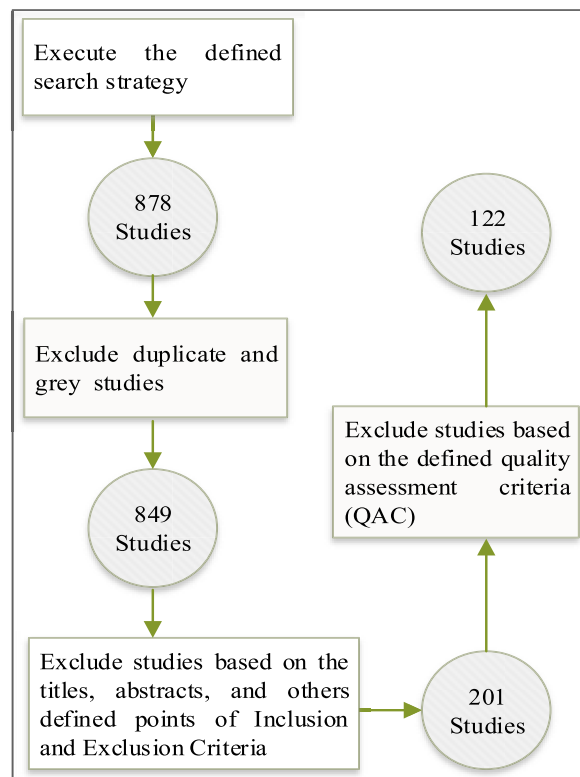 Execute the defined
search strategy
878
Studies
Exclude duplicate and
grey studies
849
Studies
Exclude studies based on the
titles, abstracts, and others
defined points of Inclusion
and Exclusion Criteria
201
Studies
Exclude studies based
on the defined quality
assessment criteria
(QAC)
122
Studies